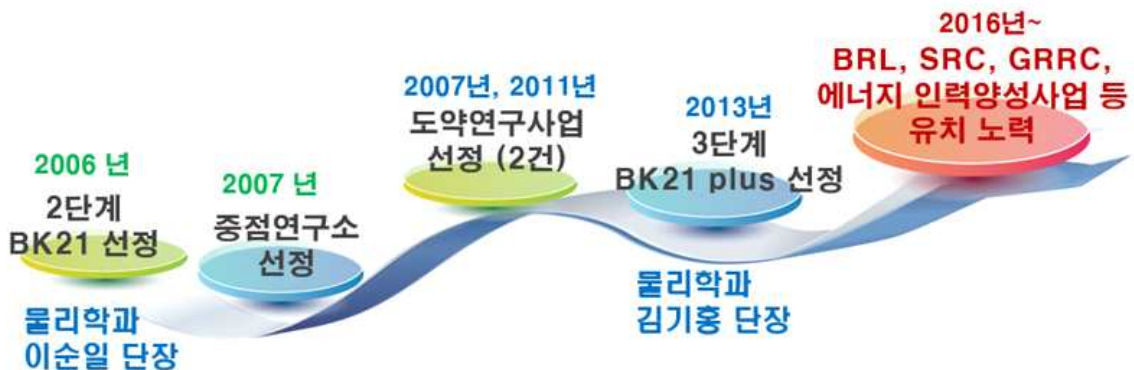 2006 년
2단계
BK21 선정
물리학과
이순일 단장
2007 년
중점연구소
선정
2007년, 2011년
도약연구사업
선정 (2건)
2013년
3단계
BK21 plus 선정
물리학과
김기홍 단장
2016년~
BRL, SRC, GRRC,
에너지 인력양성사업 등
유치 노력